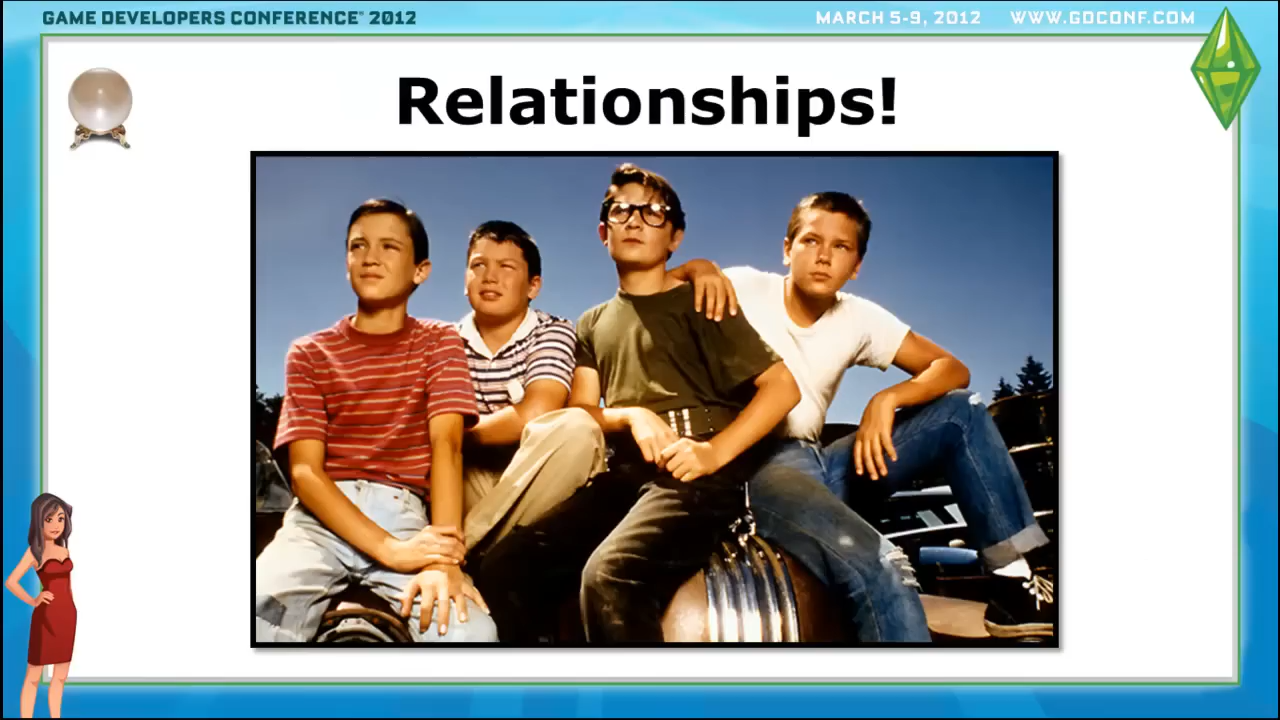 GAME DEVELOPERS CONFERENCE® 2012
MARCH 5-9, 2012 WWW.GDCONF.COM
Relationships!